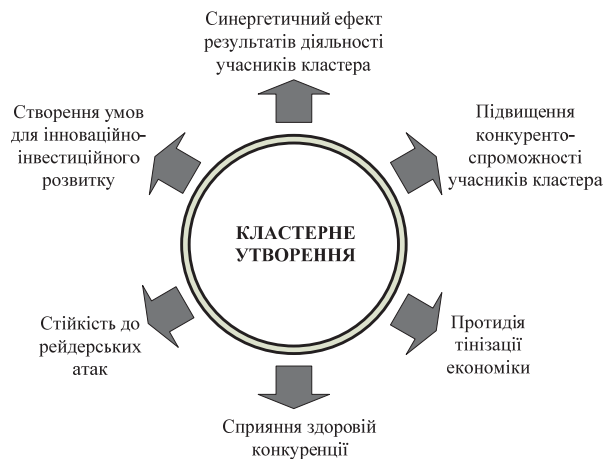 Синергетичний ефект
результатів діяльності
учасників кластера
Створення умов
для інноваційно-
інвестиційного
розвитку
Підвищення
конкуренто-
спроможності
учасників кластера
КЛАСТЕРНЕ
УТВОРЕННЯ
Стійкість до
рейдерських
атак
Протидія
тінізації
економіки
Сприяння здоровій
конкуренції